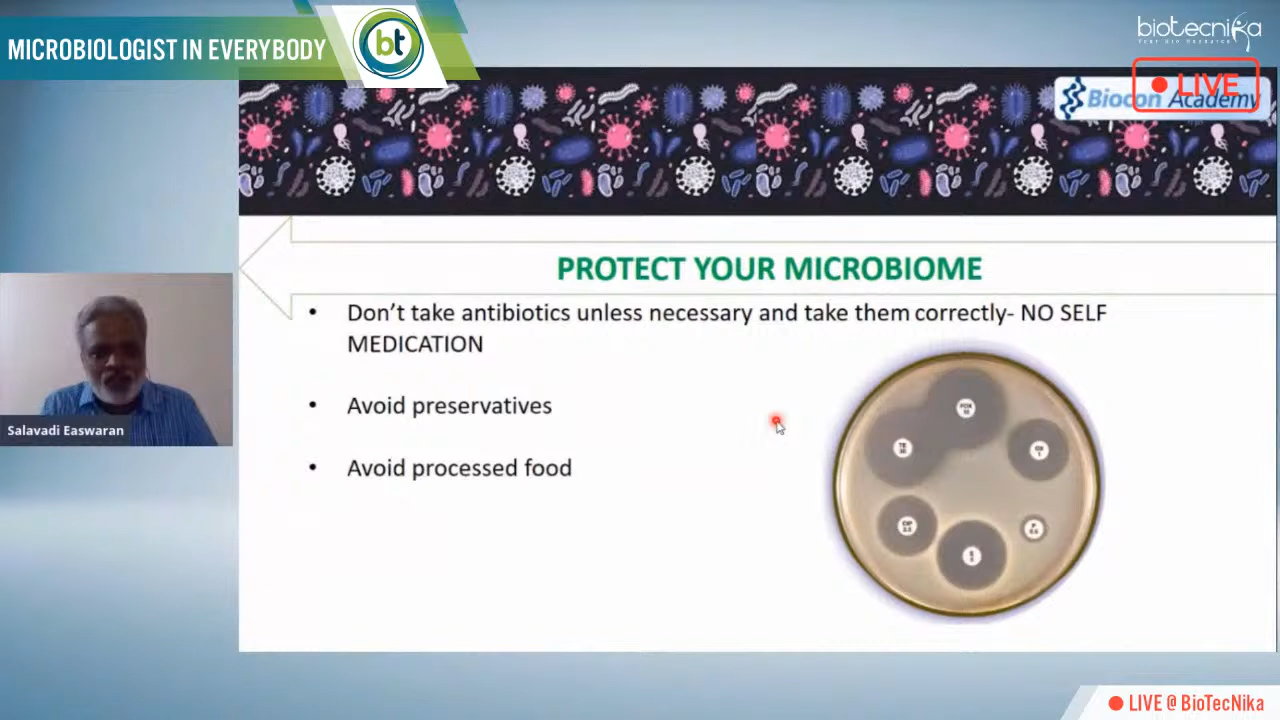 MICROBIOLOGIST IN EVERYBODY
bt
biotecnika
LIVE
Biocon Academy
PROTECT YOUR MICROBIOME
• Don’t take antibiotics unless necessary and take them correctly- NO SELF
MEDICATION
• Avoid preservatives
• Avoid processed food
Salavadi Easwaran
LIVE @ BioTecNika